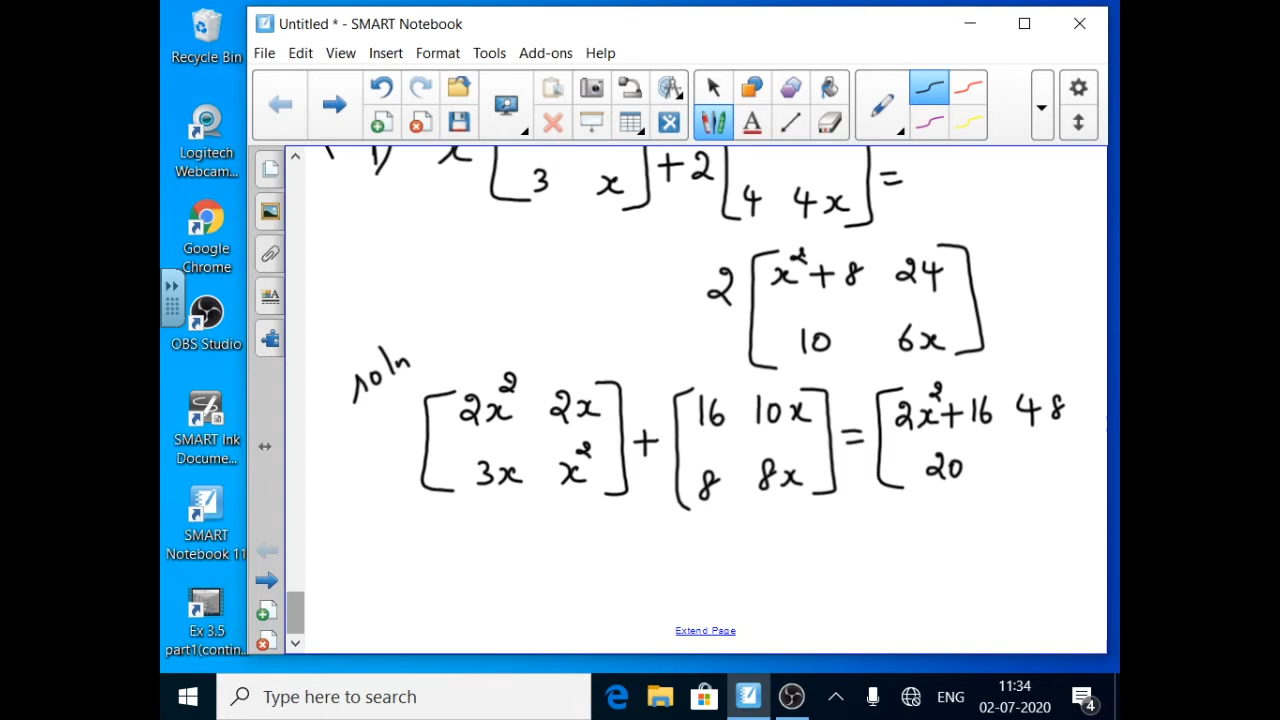 Recycle Bin
Logitech
Webcam...
Google
Chrome
OBS Studio
SMART Ink
Docume...
SMART
Notebook 11
Ex 3.5
part1(contin...
Untitled * - SMART Notebook
File Edit View Insert Format Tools Add-ons Help
x [ 3 x ] + 2 [ 4 4x ] =
2 [ x² + 8 24
10 6x ]
soln
[ 2x² 2x ] + [ 16 10x ] = [ 2x² + 16 48
3x x² 8 8x 20
Extend Page
Type here to search
ENG
11:34
02-07-2020
4